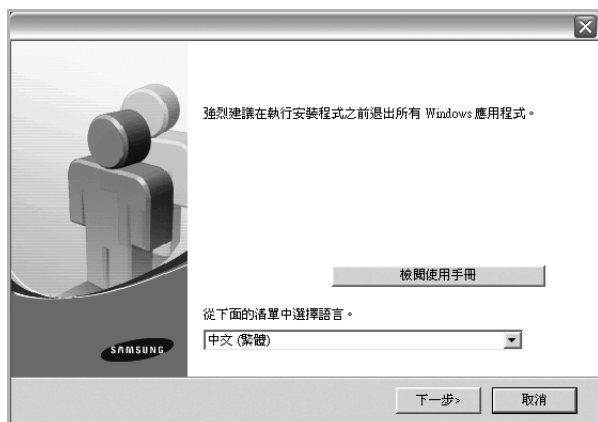 強烈建議在執行安裝程式之前退出所有 Windows 應用程式。
檢閱使用手冊
從下面的清單中選擇語言。
中文 (繁體)
SAMSUNG
下一步>
取消